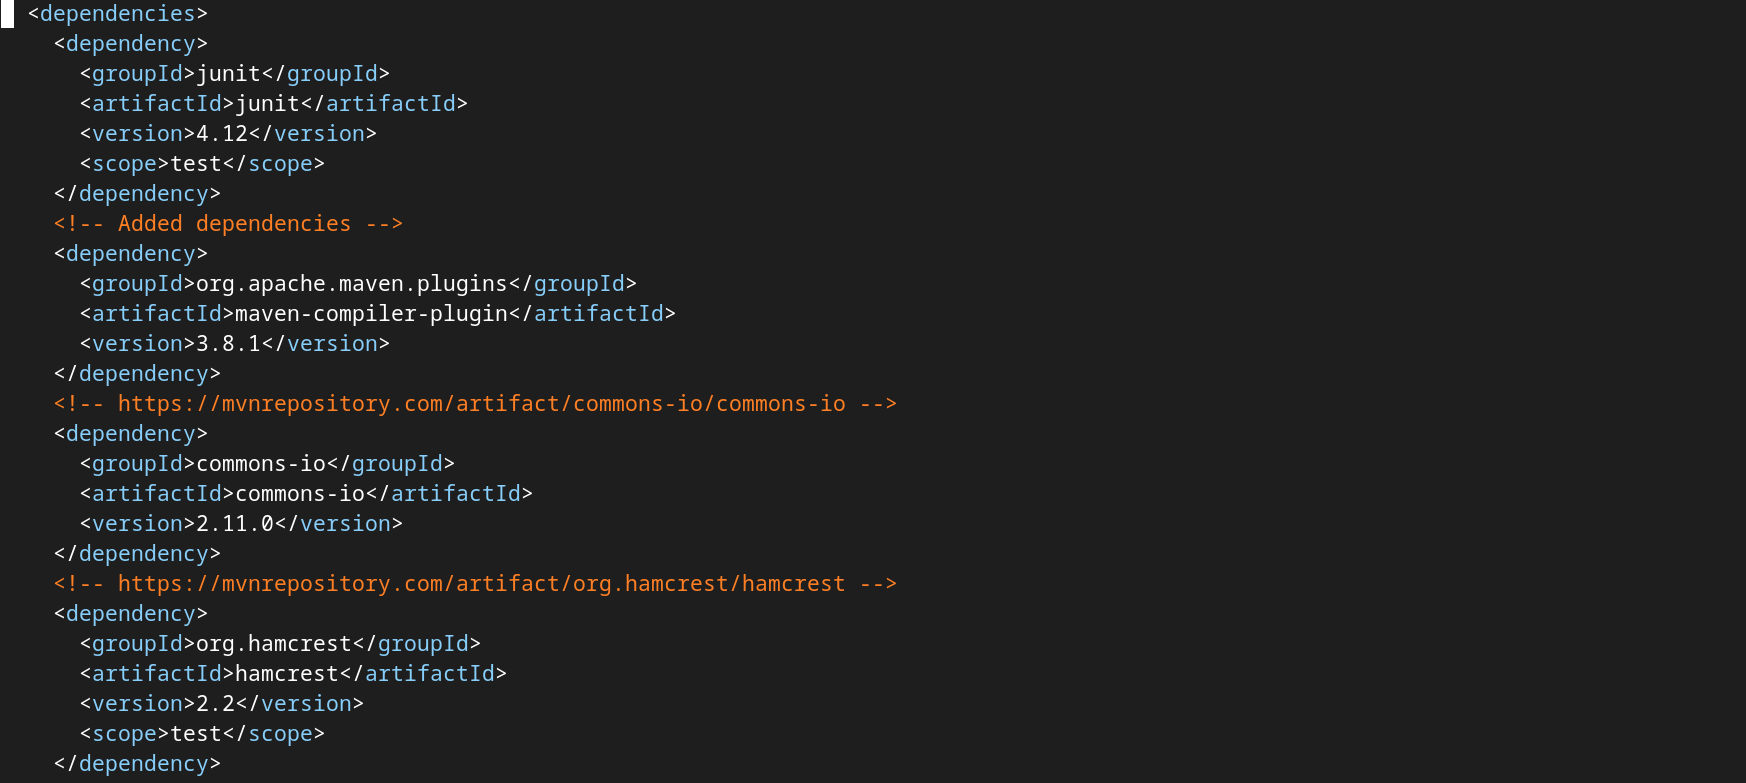 <dependencies>
<dependency>
<groupId>junit</groupId>
<artifactId>junit</artifactId>
<version>4.12</version>
<scope>test</scope>
</dependency>
<!-- Added dependencies -->
<dependency>
<groupId>org.apache.maven.plugins</groupId>
<artifactId>maven-compiler-plugin</artifactId>
<version>3.8.1</version>
</dependency>
<!-- https://mvnrepository.com/artifact/commons-io/commons-io -->
<dependency>
<groupId>commons-io</groupId>
<artifactId>commons-io</artifactId>
<version>2.11.0</version>
</dependency>
<!-- https://mvnrepository.com/artifact/org.hamcrest/hamcrest -->
<dependency>
<groupId>org.hamcrest</groupId>
<artifactId>hamcrest</artifactId>
<version>2.2</version>
<scope>test</scope>
</dependency>